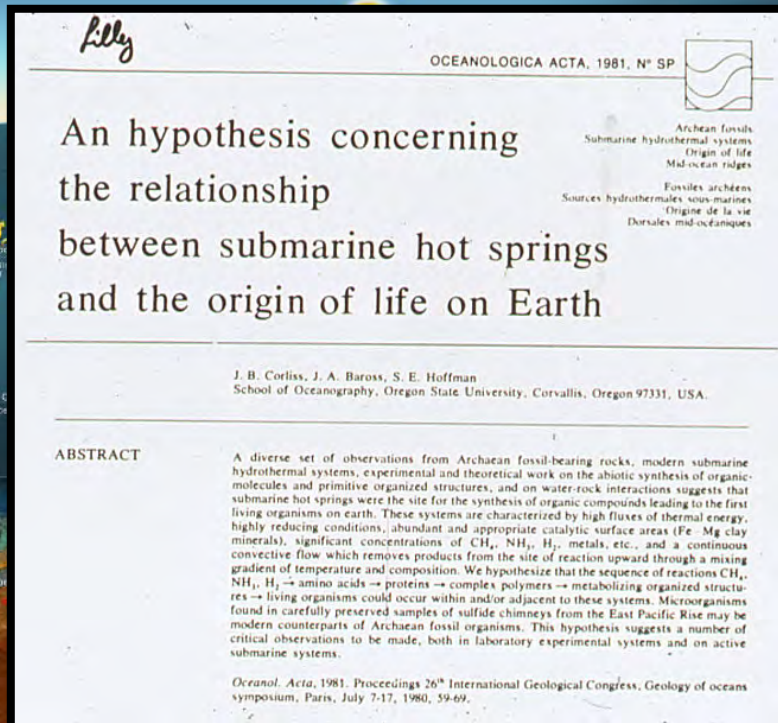 Lilly
OCEANOLOGICA ACTA, 1981, N° SP
An hypothesis concerning
the relationship
between submarine hot springs
and the origin of life on Earth
Archean fossils
Submarine hydrothermal systems
Origin of life
Mid-ocean ridges
Fossiles archéens
Sources hydrothermales sous-marines
Origine de la vie
Dorsales mid-océaniques
J. B. Corliss, J. A. Baross, S. E. Hoffman
School of Oceanography, Oregon State University, Corvallis, Oregon 97331, USA.
ABSTRACT
A diverse set of observations from Archaean fossil-bearing rocks, modern submarine
hydrothermal systems, experimental and theoretical work on the abiotic synthesis of organic-
molecules and primitive organized structures, and on water-rock interactions suggests that
submarine hot springs were the site for the synthesis of organic compounds leading to the first
living organisms on earth. These systems are characterized by high fluxes of thermal energy,
highly reducing conditions, abundant and appropriate catalytic surface areas (Fe-Mg clay
minerals), significant concentrations of CH₄, NH₃, H₂, metals, etc., and a continuous
convective flow which removes products from the site of reaction upward through a mixing
gradient of temperature and composition. We hypothesize that the sequence of reactions CH₄,
NH₃, H₂ → amino acids → proteins → complex polymers → metabolizing organized structu-
res → living organisms could occur within and/or adjacent to these systems. Microorganisms
found in carefully preserved samples of sulfide chimneys from the East Pacific Rise may be
modern counterparts of Archaean fossil organisms. This hypothesis suggests a number of
critical observations to be made, both in laboratory experimental systems and on active
submarine systems.
Oceanol. Acta, 1981. Proceedings 26th International Geological Congress, Geology of oceans
symposium, Paris, July 7-17, 1980, 59-69.